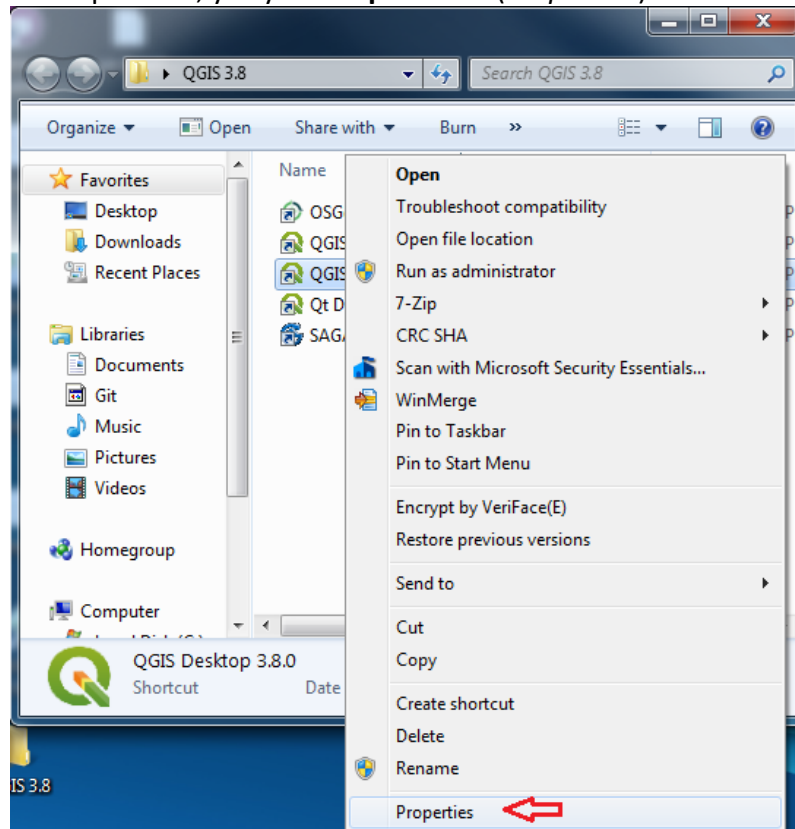 QGIS 3.8
Search QGIS 3.8
Organize
Open
Share with
Burn
»
Favorites
Desktop
Downloads
Recent Places
Libraries
Documents
Git
Music
Pictures
Videos
Homegroup
Computer
Name
OSG
QGIS
QGIS
Qt D
SAGA
Open
Troubleshoot compatibility
Open file location
Run as administrator
7-Zip
CRC SHA
Scan with Microsoft Security Essentials...
WinMerge
Pin to Taskbar
Pin to Start Menu
Encrypt by VeriFace(E)
Restore previous versions
Send to
Cut
Copy
Create shortcut
Delete
Rename
Properties
QGIS Desktop 3.8.0
Shortcut
Date
IS 3.8